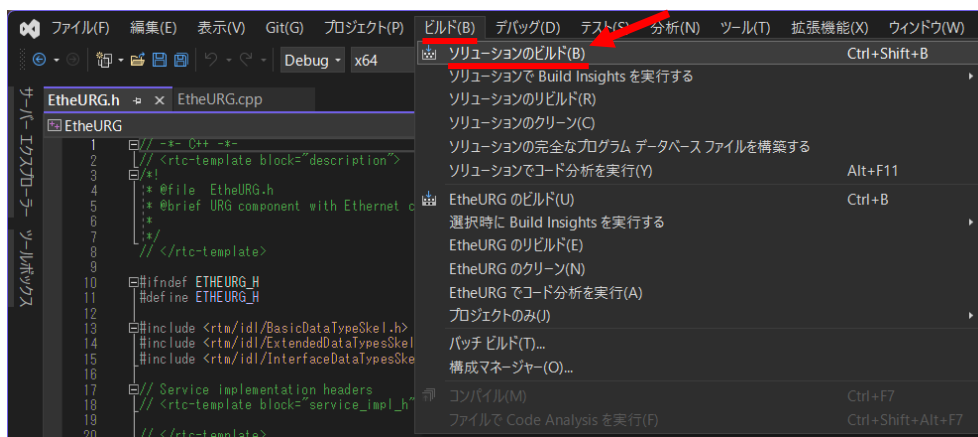 ファイル(F) 編集(E) 表示(V) Git(G) プロジェクト(P) ビルド(B) デバッグ(D) テスト(S) 分析(N) ツール(T) 拡張機能(X) ウィンドウ(W)
Debug x64
サーバー エクスプローラー
ツールボックス
EtheURG.h EtheURG.cpp
EtheURG
1 // -*- C++ -*-
2 // <rtc-template block="description">
3 /*!
4 * @file EtheURG.h
5 * @brief URG component with Ethernet c
6 *
7 */
8 // </rtc-template>
9
10 #ifndef ETHEURG_H
11 #define ETHEURG_H
12
13 #include <rtm/idl/BasicDataTypeSkel.h>
14 #include <rtm/idl/ExtendedDataTypesSkel
15 #include <rtm/idl/InterfaceDataTypesSke
16
17 // Service implementation headers
18 // <rtc-template block="service_impl_h"
19
20 // </rtc-template>
ソリューションのビルド(B) Ctrl+Shift+B
ソリューションで Build Insights を実行する
ソリューションのリビルド(R)
ソリューションのクリーン(C)
ソリューションの完全なプログラム データベース ファイルを構築する
ソリューションでコード分析を実行(Y) Alt+F11
EtheURG のビルド(U) Ctrl+B
選択時に Build Insights を実行する
EtheURG のリビルド(E)
EtheURG のクリーン(N)
EtheURG でコード分析を実行(A)
プロジェクトのみ(J)
バッチ ビルド(T)...
構成マネージャー(O)...
コンパイル(M) Ctrl+F7
ファイルで Code Analysis を実行(F) Ctrl+Shift+Alt+F7